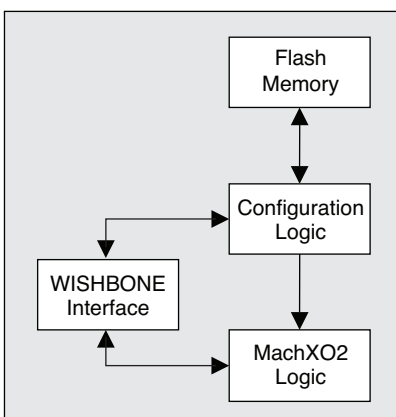 Flash
Memory
Configuration
Logic
WISHBONE
Interface
MachXO2
Logic